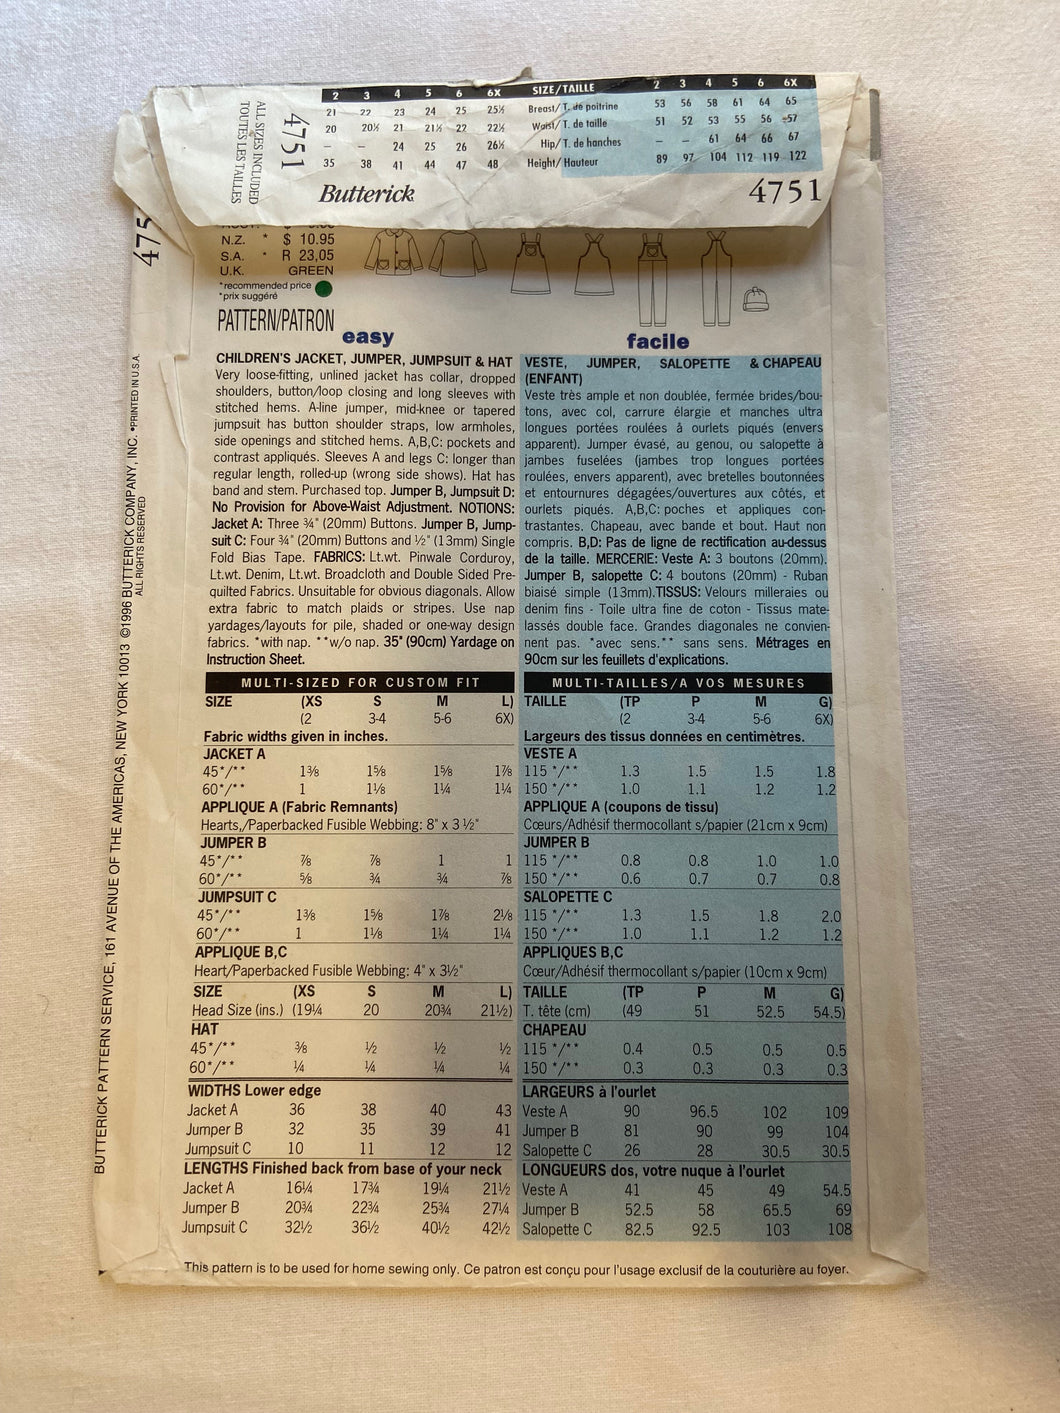 2 3 4 5 6 6X SIZE/TAILLE 2 3 4 5 6 6X
21 22 23 24 25 25½ Breast/T. de poitrine 53 56 58 61 64 65
20 20½ 21 21½ 22 22½ Waist/T. de taille 51 52 53 55 56 57
– – 24 25 26 26½ Hip/T. de hanches – – 61 64 66 67
35 38 41 44 47 48 Height/Hauteur 89 97 104 112 119 122
ALL SIZES INCLUDED
TOUTES LES TAILLES
4751
Butterick
4751
475
N.Z. * $ 10.95
S.A. * R 23,05
U.K. GREEN
*recommended price
*prix suggéré
PATTERN/PATRON
easy
CHILDREN'S JACKET, JUMPER, JUMPSUIT & HAT
Very loose-fitting, unlined jacket has collar, dropped
shoulders, button/loop closing and long sleeves with
stitched hems. A-line jumper, mid-knee or tapered
jumpsuit has button shoulder straps, low armholes,
side openings and stitched hems. A,B,C: pockets and
contrast appliqués. Sleeves A and legs C: longer than
regular length, rolled-up (wrong side shows). Hat has
band and stem. Purchased top. Jumper B, Jumpsuit D:
No Provision for Above-Waist Adjustment. NOTIONS:
Jacket A: Three ¾" (20mm) Buttons. Jumper B, Jump-
suit C: Four ¾" (20mm) Buttons and ½" (13mm) Single
Fold Bias Tape. FABRICS: Lt.wt. Pinwale Corduroy,
Lt.wt. Denim, Lt.wt. Broadcloth and Double Sided Pre-
quilted Fabrics. Unsuitable for obvious diagonals. Allow
extra fabric to match plaids or stripes. Use nap
yardages/layouts for pile, shaded or one-way design
fabrics. *with nap. **w/o nap. 35" (90cm) Yardage on
Instruction Sheet.
facile
VESTE, JUMPER, SALOPETTE & CHAPEAU
(ENFANT)
Veste très ample et non doublée, fermée brides/bou-
tons, avec col, carrure élargie et manches ultra
longues portées roulées à ourlets piqués (envers
apparent). Jumper évasé, au genou, ou salopette à
jambes fuselées (jambes trop longues portées
roulées, envers apparent), avec bretelles boutonnées
et entournures dégagées/ouvertures aux côtés, et
ourlets piqués. A,B,C: poches et appliques con-
trastantes. Chapeau, avec bande et bout. Haut non
compris. B,D: Pas de ligne de rectification au-dessus
de la taille. MERCERIE: Veste A: 3 boutons (20mm).
Jumper B, salopette C: 4 boutons (20mm) - Ruban
biaisé simple (13mm).TISSUS: Velours milleraies ou
denim fins - Toile ultra fine de coton - Tissus mate-
lassés double face. Grandes diagonales ne convien-
nent pas. *avec sens.** sans sens. Métrages en
90cm sur les feuillets d'explications.
MULTI-SIZED FOR CUSTOM FIT
SIZE (XS S M L)
(2 3-4 5-6 6X)
Fabric widths given in inches.
JACKET A
45*/** 1⅜ 1⅝ 1⅝ 1⅞
60*/** 1 1⅛ 1¼ 1¼
APPLIQUE A (Fabric Remnants)
Hearts,/Paperbacked Fusible Webbing: 8" x 3 ½"
JUMPER B
45*/** ⅞ ⅞ 1 1
60*/** ⅝ ¾ ¾ ⅞
JUMPSUIT C
45*/** 1⅜ 1⅝ 1⅞ 2⅛
60*/** 1 1⅛ 1¼ 1¼
APPLIQUE B,C
Heart/Paperbacked Fusible Webbing: 4" x 3½"
SIZE (XS S M L)
Head Size (ins.) (19¼ 20 20¾ 21½)
HAT
45*/** ⅜ ½ ½ ½
60*/** ¼ ¼ ¼ ¼
WIDTHS Lower edge
Jacket A 36 38 40 43
Jumper B 32 35 39 41
Jumpsuit C 10 11 12 12
LENGTHS Finished back from base of your neck
Jacket A 16¼ 17¾ 19¼ 21½
Jumper B 20¾ 22¾ 25¾ 27¼
Jumpsuit C 32½ 36½ 40½ 42½
MULTI-TAILLES/A VOS MESURES
TAILLE (TP P M G)
(2 3-4 5-6 6X)
Largeurs des tissus données en centimètres.
VESTE A
115 */** 1.3 1.5 1.5 1.8
150 */** 1.0 1.1 1.2 1.2
APPLIQUE A (coupons de tissu)
Cœurs/Adhésif thermocollant s/papier (21cm x 9cm)
JUMPER B
115 */** 0.8 0.8 1.0 1.0
150 */** 0.6 0.7 0.7 0.8
SALOPETTE C
115 */** 1.3 1.5 1.8 2.0
150 */** 1.0 1.1 1.2 1.2
APPLIQUES B,C
Cœur/Adhésif thermocollant s/papier (10cm x 9cm)
TAILLE (TP P M G)
T. tête (cm) (49 51 52.5 54.5)
CHAPEAU
115 */** 0.4 0.5 0.5 0.5
150 */** 0.3 0.3 0.3 0.3
LARGEURS à l'ourlet
Veste A 90 96.5 102 109
Jumper B 81 90 99 104
Salopette C 26 28 30.5 30.5
LONGUEURS dos, votre nuque à l'ourlet
Veste A 41 45 49 54.5
Jumper B 52.5 58 65.5 69
Salopette C 82.5 92.5 103 108
This pattern is to be used for home sewing only. Ce patron est conçu pour l'usage exclusif de la couturière au foyer.
BUTTERICK PATTERN SERVICE, 161 AVENUE OF THE AMERICAS, NEW YORK 10013 ©1996 BUTTERICK COMPANY, INC. •PRINTED IN U.S.A.
ALL RIGHTS RESERVED